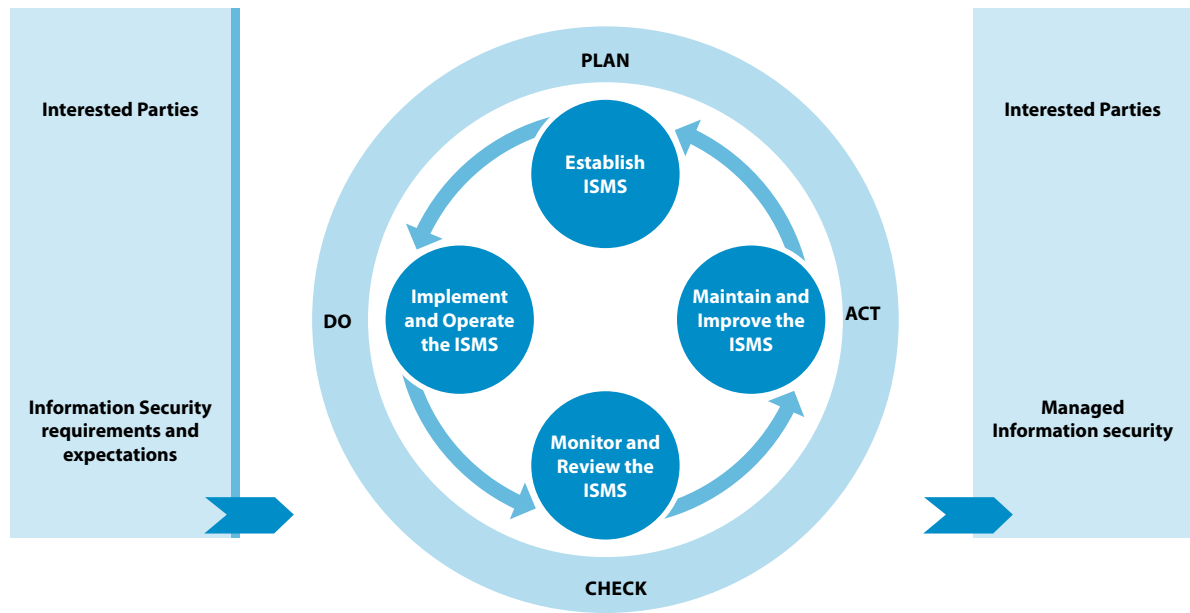 Interested Parties
Information Security
requirements and
expectations
PLAN
Establish
ISMS
DO
Implement
and Operate
the ISMS
Maintain and
Improve the
ISMS
ACT
Monitor and
Review the
ISMS
CHECK
Interested Parties
Managed
Information security